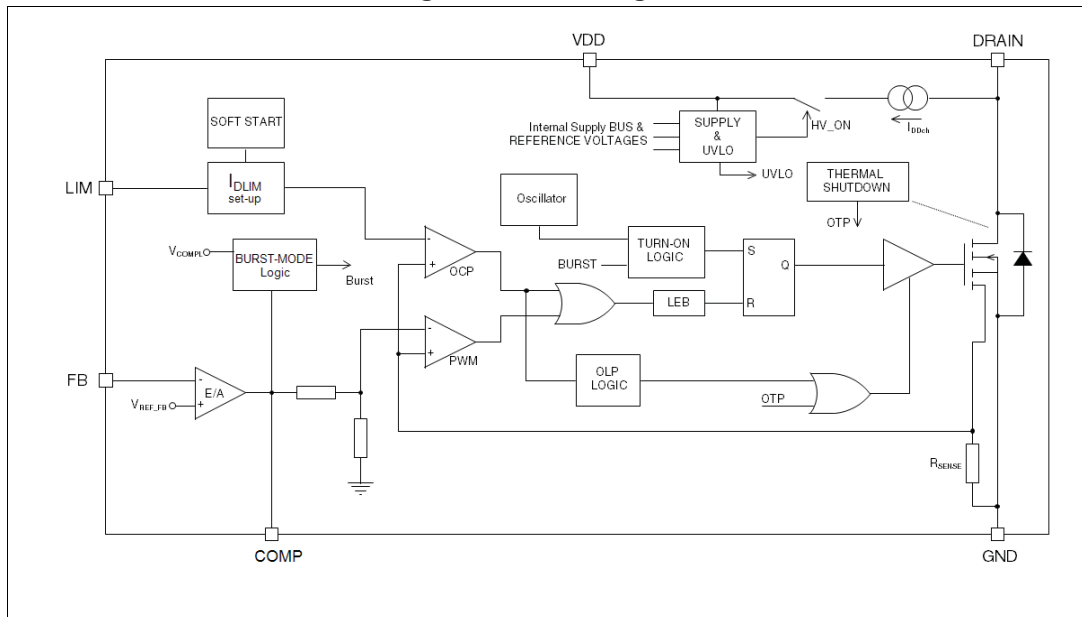 VDD
DRAIN
SOFT START
Internal Supply BUS &
REFERENCE VOLTAGES
SUPPLY
&
UVLO
HV_ON
IDDch
UVLO
LIM
IDLIM
set-up
Oscillator
THERMAL
SHUTDOWN
OTP
VCOMPL
BURST-MODE
Logic
Burst
-
+
OCP
BURST
TURN-ON
LOGIC
S
Q
R
LEB
-
+
PWM
FB
-
E/A
+
VREF_FB
OLP
LOGIC
OTP
RSENSE
COMP
GND